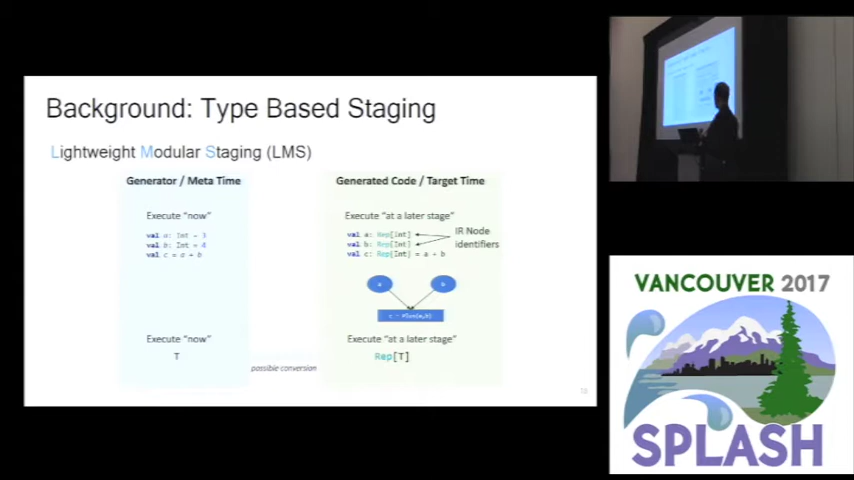 Background: Type Based Staging
Lightweight Modular Staging (LMS)
Generator / Meta Time
Execute "now"
val a: Int = 3
val b: Int = 4
val c = a + b
Execute "now"
T
possible conversion
Generated Code / Target Time
Execute "at a later stage"
val a: Rep[Int]
val b: Rep[Int]
val c: Rep[Int] = a + b
IR Node
identifiers
a
b
c = Plus(a,b)
Execute "at a later stage"
Rep[T]
VANCOUVER 2017
SPLASH